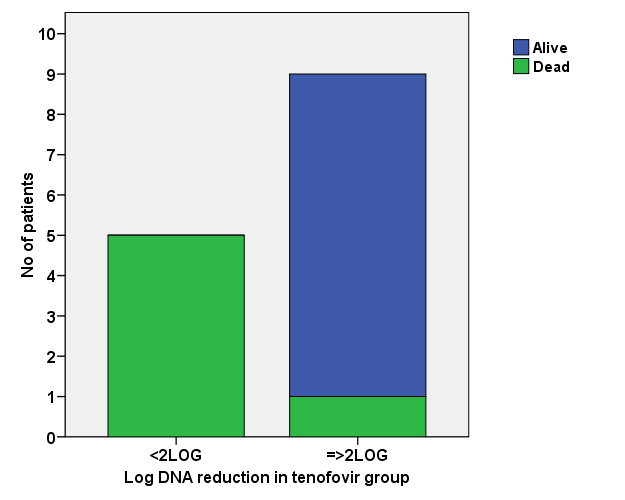 10
9
8
7
6
5
4
3
2
1
0
No of patients
<2LOG
=>2LOG
Log DNA reduction in tenofovir group
Alive
Dead